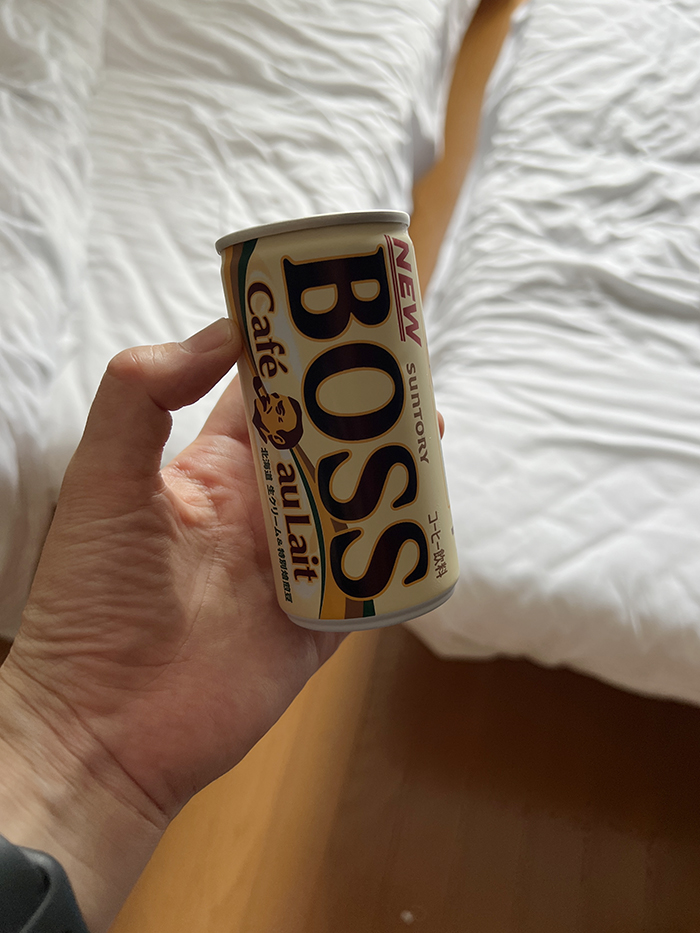 NEW
BOSS
SUNTORY
コーヒー飲料
Café au Lait
北海道 生クリーム& 特別焙煎豆